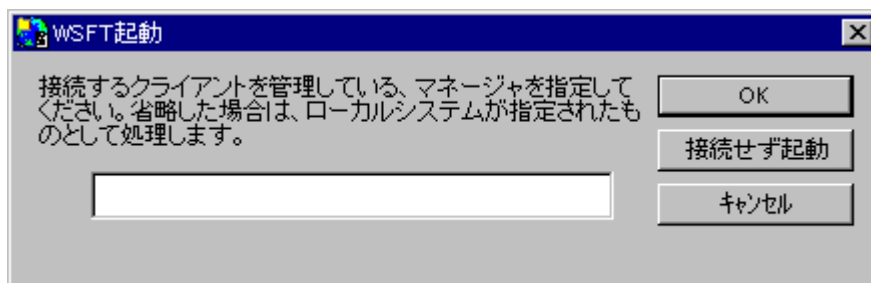 WSFT起動
接続するクライアントを管理している、マネージャを指定して
ください。省略した場合は、ローカルシステムが指定されたも
のとして処理します。
OK
接続せず起動
ｷｬﾝｾﾙ